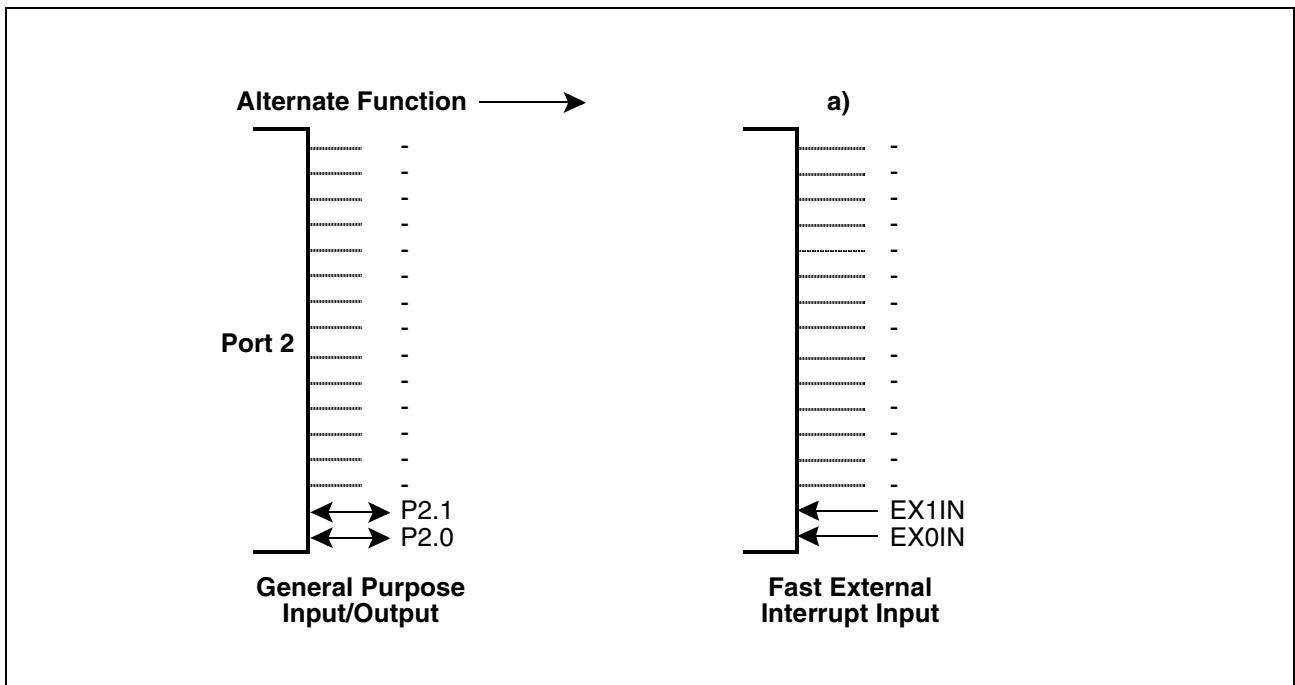 Alternate Function
a)
-
-
-
-
-
-
-
-
-
-
-
-
-
-
Port 2
P2.1
P2.0
General Purpose
Input/Output
-
-
-
-
-
-
-
-
-
-
-
-
-
-
EX1IN
EX0IN
Fast External
Interrupt Input